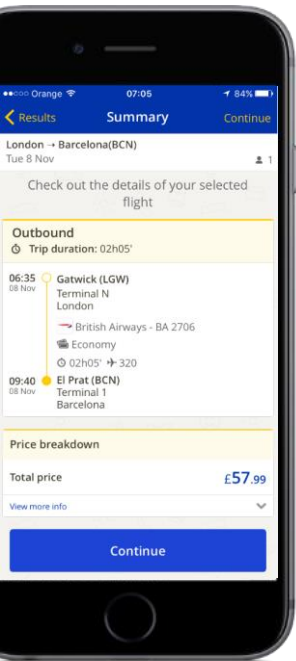 Orange 07:05 84%
Results Summary Continue
London → Barcelona(BCN)
Tue 8 Nov 1
Check out the details of your selected
flight
Outbound
Trip duration: 02h05'
06:35 Gatwick (LGW)
08 Nov Terminal N
London
British Airways - BA 2706
Economy
02h05' 320
09:40 El Prat (BCN)
08 Nov Terminal 1
Barcelona
Price breakdown
Total price £57.99
View more info
Continue